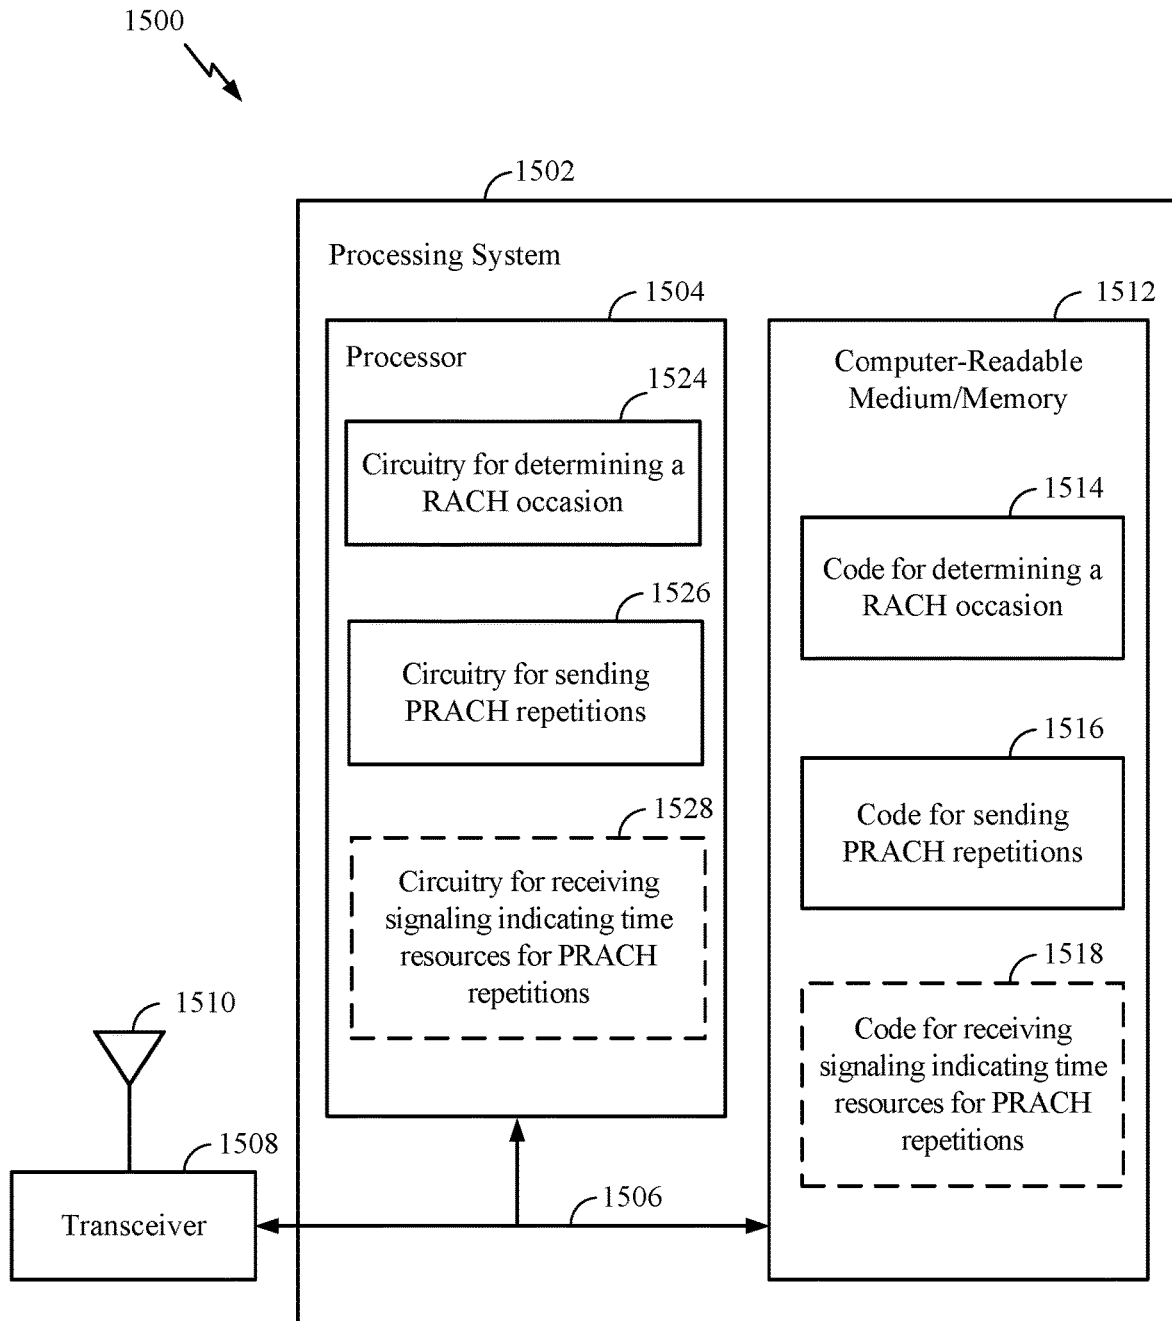 1500
1502
Processing System
1504
Processor
1524
Circuitry for determining a
RACH occasion
1526
Circuitry for sending
PRACH repetitions
1528
Circuitry for receiving
signaling indicating time
resources for PRACH
repetitions
1512
Computer-Readable
Medium/Memory
1514
Code for determining a
RACH occasion
1516
Code for sending
PRACH repetitions
1518
Code for receiving
signaling indicating time
resources for PRACH
repetitions
1510
1508
Transceiver
1506